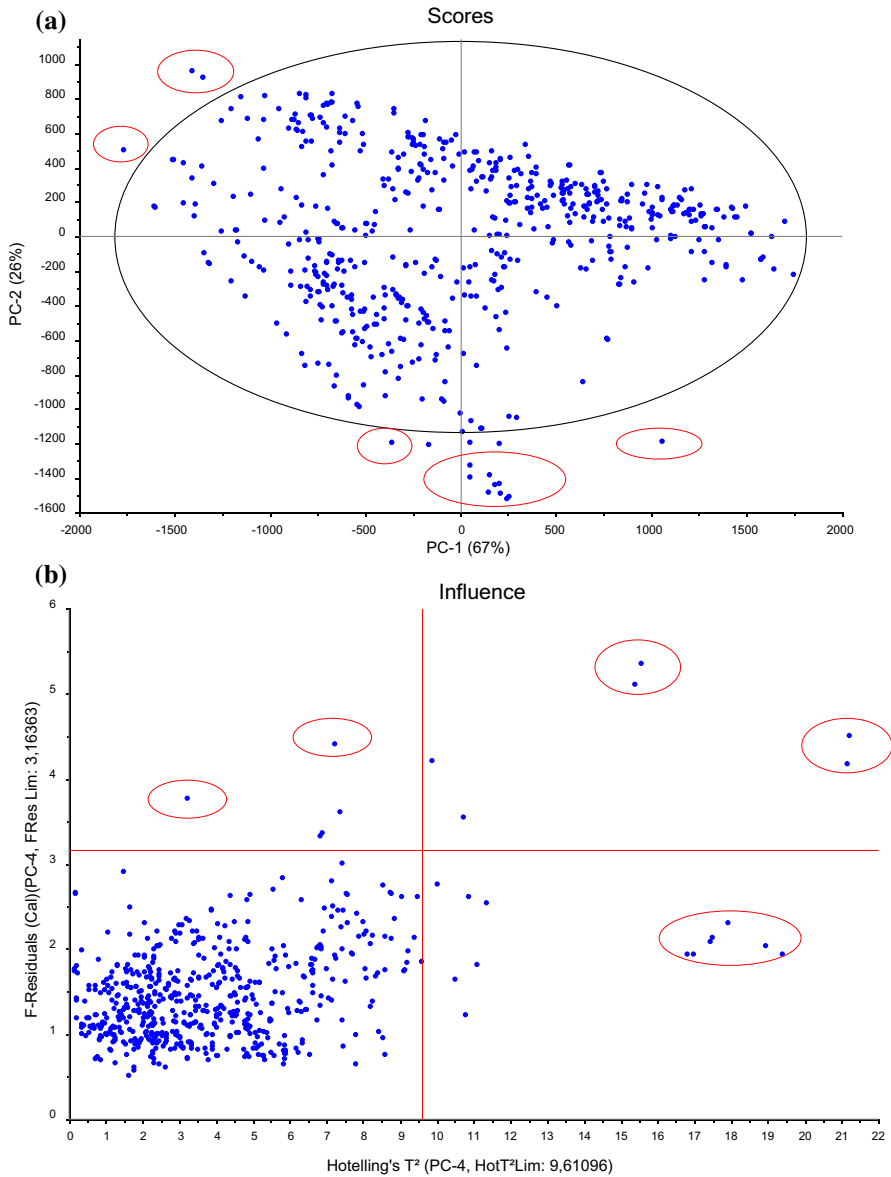 (a)
Scores
1000
800
600
400
200
0
-200
-400
-600
-800
-1000
-1200
-1400
-1600
PC-2 (26%)
-2000 -1500 -1000 -500 0 500 1000 1500 2000
PC-1 (67%)
(b)
Influence
6
5
4
3
2
1
0
F-Residuals (Cal)(PC-4, FRes Lim: 3,16363)
0 1 2 3 4 5 6 7 8 9 10 11 12 13 14 15 16 17 18 19 20 21 22
Hotelling's T² (PC-4, HotT²Lim: 9,61096)